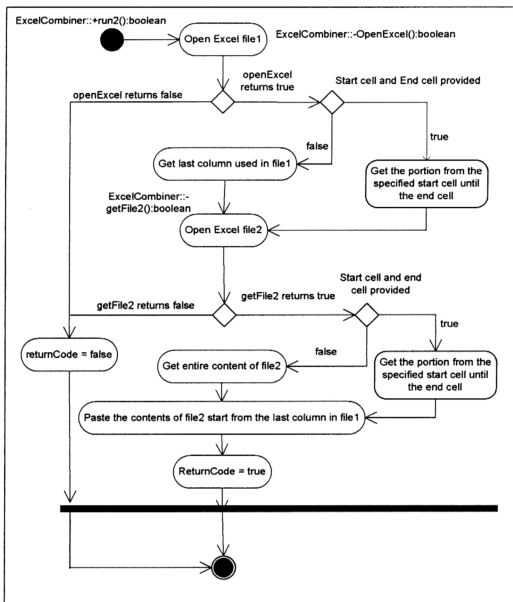 ExcelCombiner::+run2():boolean
Open Excel file1
ExcelCombiner::-OpenExcel():boolean
openExcel
returns true
Start cell and End cell provided
openExcel returns false
false
true
Get last column used in file1
Get the portion from the
specified start cell until
the end cell
ExcelCombiner::-
getFile2():boolean
Open Excel file2
Start cell and end
cell provided
getFile2 returns false
getFile2 returns true
true
false
returnCode = false
Get entire content of file2
Get the portion from the
specified start cell until
the end cell
Paste the contents of file2 start from the last column in file1
ReturnCode = true